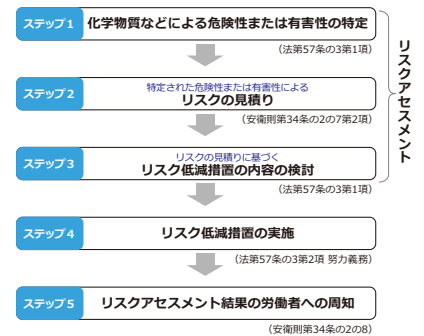 ステップ1 化学物質などによる危険性または有害性の特定
(法第57条の3第1項)
ステップ2
特定された危険性または有害性による
リスクの見積り
(安衛則第34条の2の7第2項)
ステップ3
リスクの見積りに基づく
リスク低減措置の内容の検討
(法第57条の3第1項)
リスクアセスメント
ステップ4 リスク低減措置の実施
(法第57条の3第2項 努力義務)
ステップ5 リスクアセスメント結果の労働者への周知
(安衛則第34条の2の8)